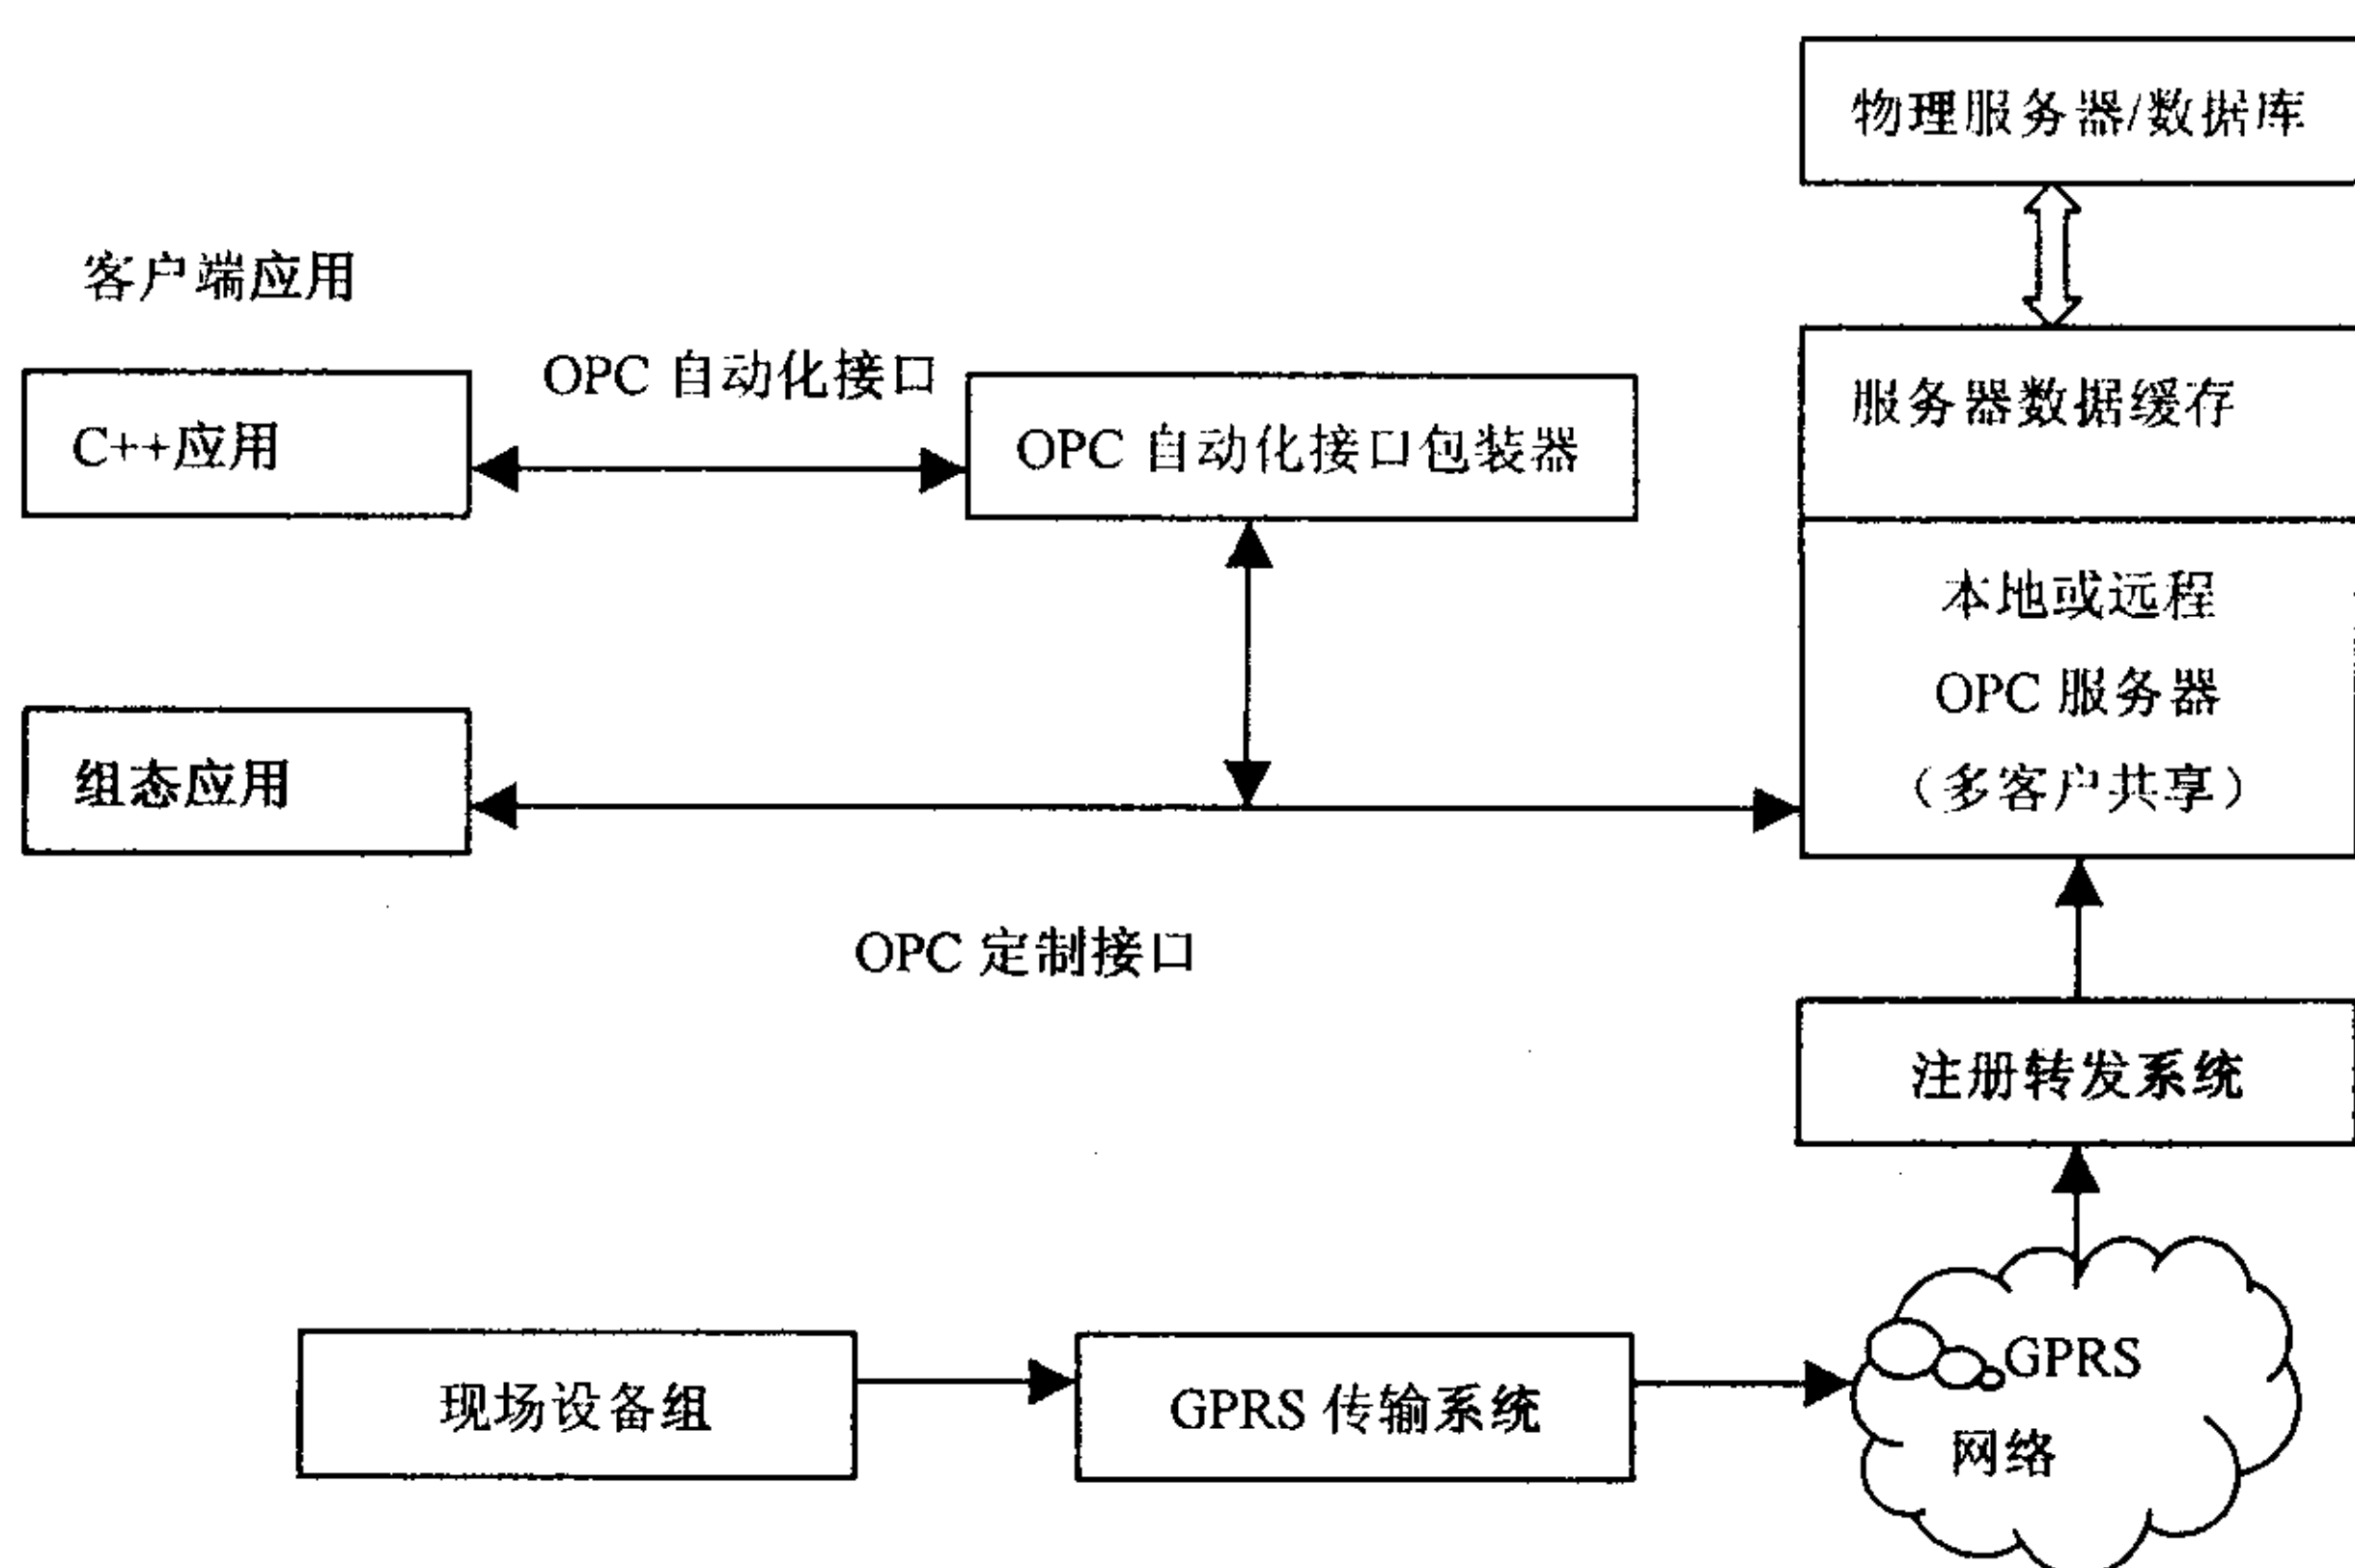 物理服务器/数据库
客户端应用
OPC 自动化接口
服务器数据缓存
C++应用
OPC 自动化接口包装器
本地或远程
OPC 服务器
(多客户共享)
组态应用
OPC 定制接口
注册转发系统
现场设备组
GPRS 传输系统
GPRS
网络